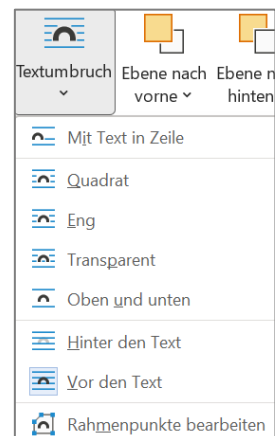 Textumbruch
Ebene nach vorne
Ebene n
hinten
Mit Text in Zeile
Quadrat
Eng
Transparent
Oben und unten
Hinter den Text
Vor den Text
Rahmenpunkte bearbeiten